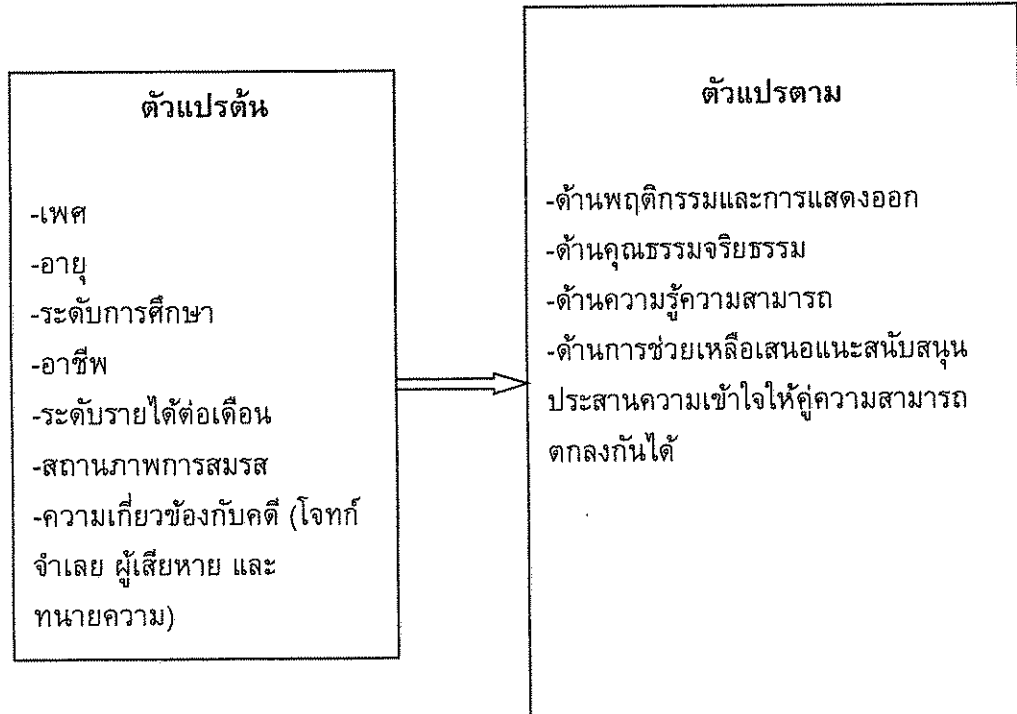 ตัวแปรต้น
-เพศ
-อายุ
-ระดับการศึกษา
-อาชีพ
-ระดับรายได้ต่อเดือน
-สถานภาพการสมรส
-ความเกี่ยวข้องกับคดี (โจทก์
จำเลย ผู้เสียหาย และ
ทนายความ)
ตัวแปรตาม
-ด้านพฤติกรรมและการแสดงออก
-ด้านคุณธรรมจริยธรรม
-ด้านความรู้ความสามารถ
-ด้านการช่วยเหลือเสนอแนะสนับสนุน
ประสานความเข้าใจให้คู่ความสามารถ
ตกลงกันได้